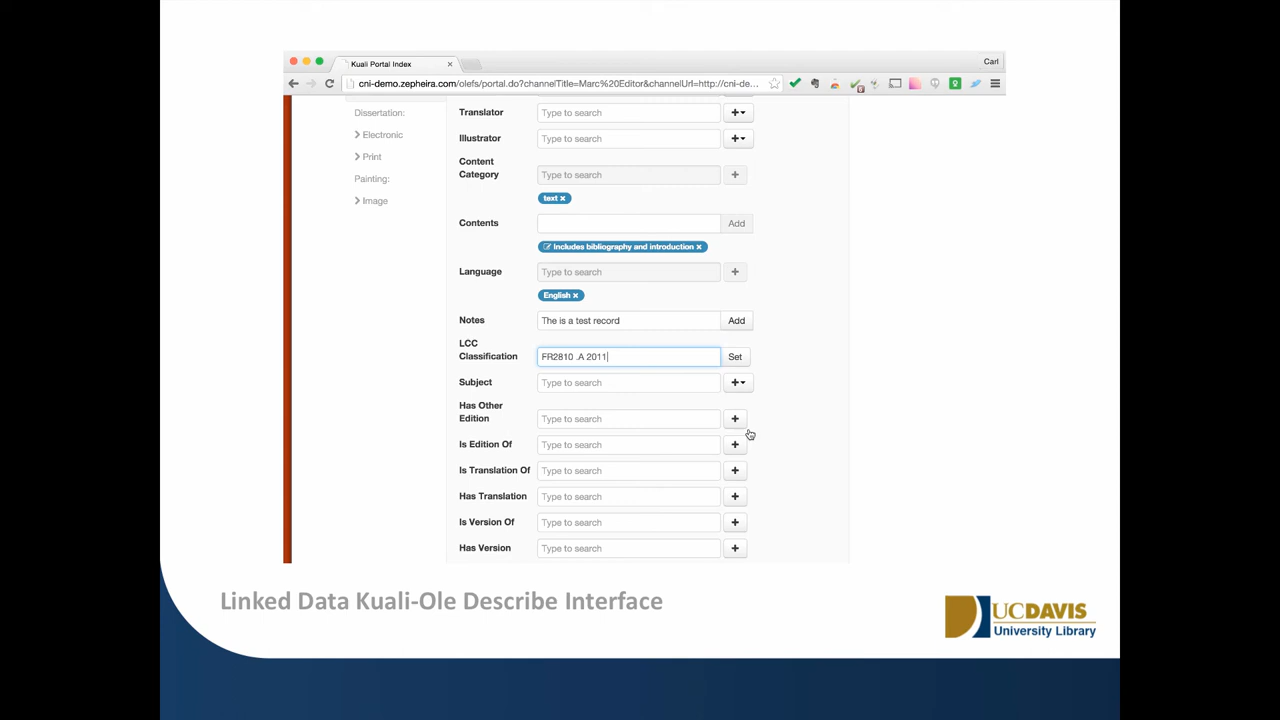 Kuali Portal Index
Carl
cni-demo.zepheira.com/olefs/portal.do?channelTitle=Marc%20Editor&channelUrl=http://cni-de...
Dissertation:
Electronic
Print
Painting:
Image
Translator
Type to search
Illustrator
Type to search
Content
Category
Type to search
text
Contents
Add
Includes bibliography and introduction
Language
Type to search
English
Notes
The is a test record
Add
LCC
Classification
FR2810 .A 2011
Set
Subject
Type to search
Has Other
Edition
Type to search
Is Edition Of
Type to search
Is Translation Of
Type to search
Has Translation
Type to search
Is Version Of
Type to search
Has Version
Type to search
Linked Data Kuali-Ole Describe Interface
UCDAVIS
University Library